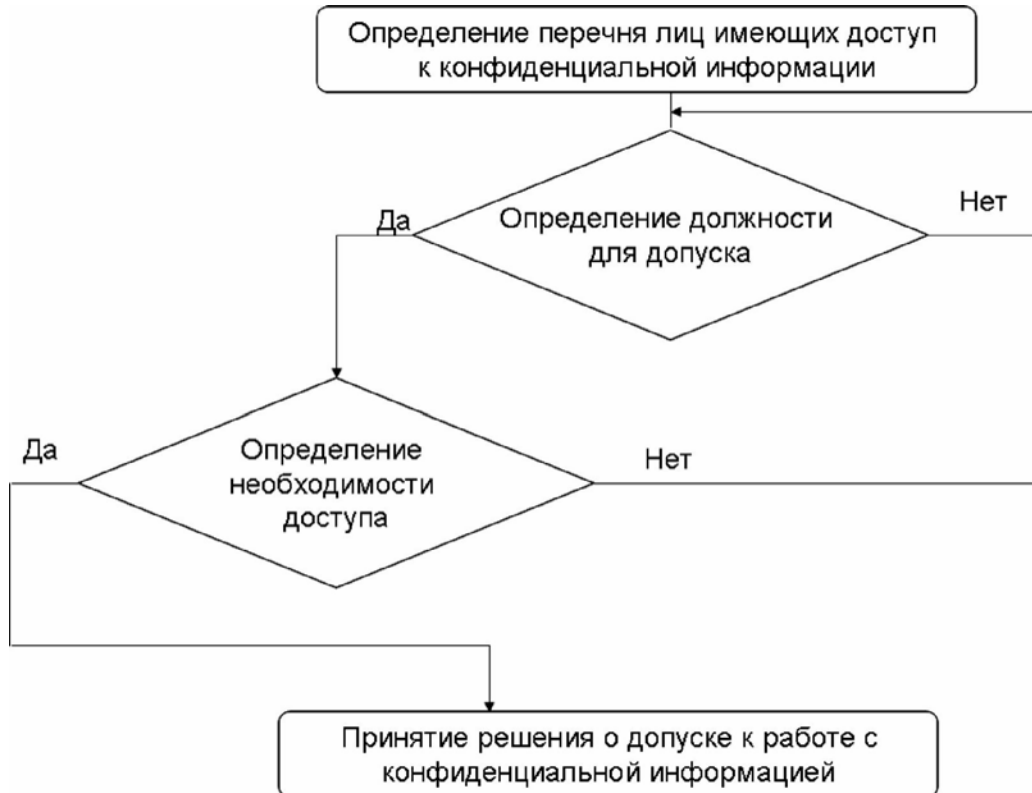 Определение перечня лиц имеющих доступ
к конфиденциальной информации
Да
Определение должности
для допуска
Нет
Да
Определение
необходимости
доступа
Нет
Принятие решения о допуске к работе с
конфиденциальной информацией